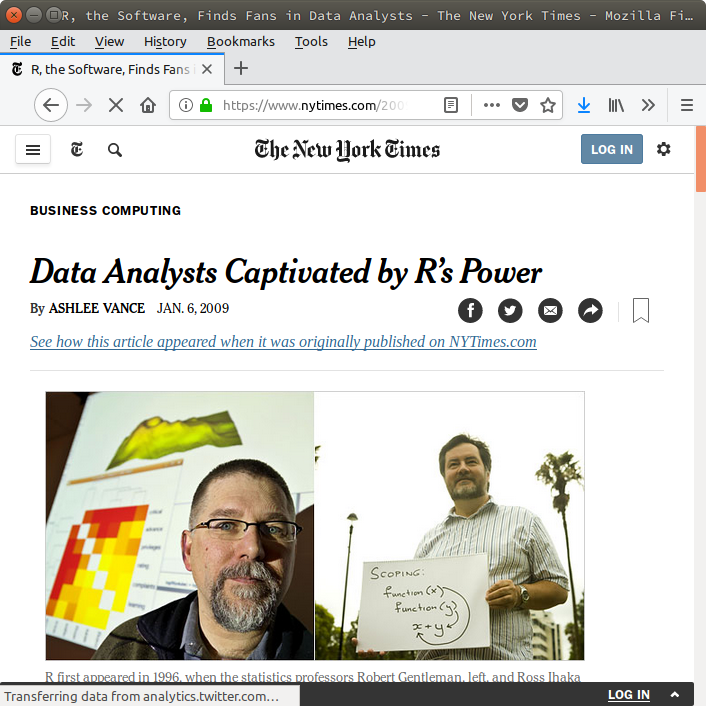 R, the Software, Finds Fans in Data Analysts – The New York Times – Mozilla Fi…
File Edit View History Bookmarks Tools Help
R, the Software, Finds Fans
https://www.nytimes.com/200
The New York Times
LOG IN
BUSINESS COMPUTING
Data Analysts Captivated by R's Power
By ASHLEE VANCE JAN. 6, 2009
See how this article appeared when it was originally published on NYTimes.com
SCOPING:
function(x)
function(y)
x+y
R first appeared in 1996, when the statistics professors Robert Gentleman, left, and Ross Ihaka
Transferring data from analytics.twitter.com…
LOG IN